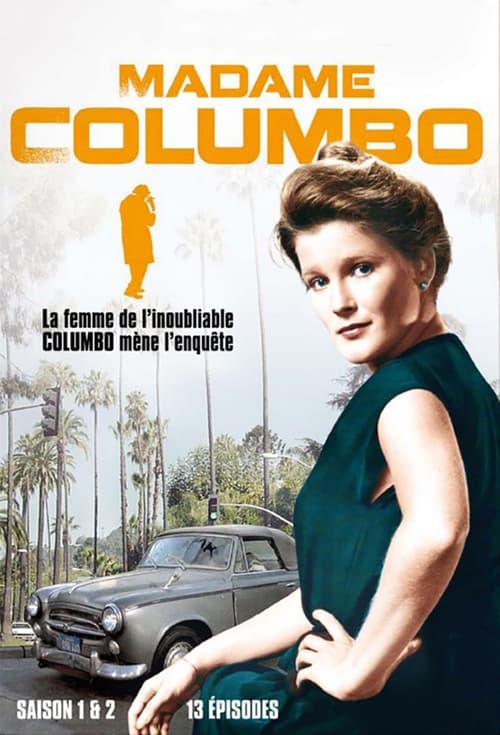 MADAME
COLUMBO
La femme de l'inoubliable
COLUMBO mène l'enquête
SAISON 1 & 2
13 ÉPISODES